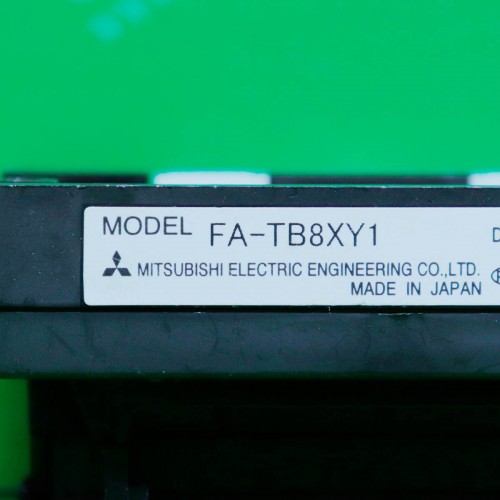 MODEL FA-TB8XY1
D
MITSUBISHI ELECTRIC ENGINEERING CO.,LTD.
MADE IN JAPAN